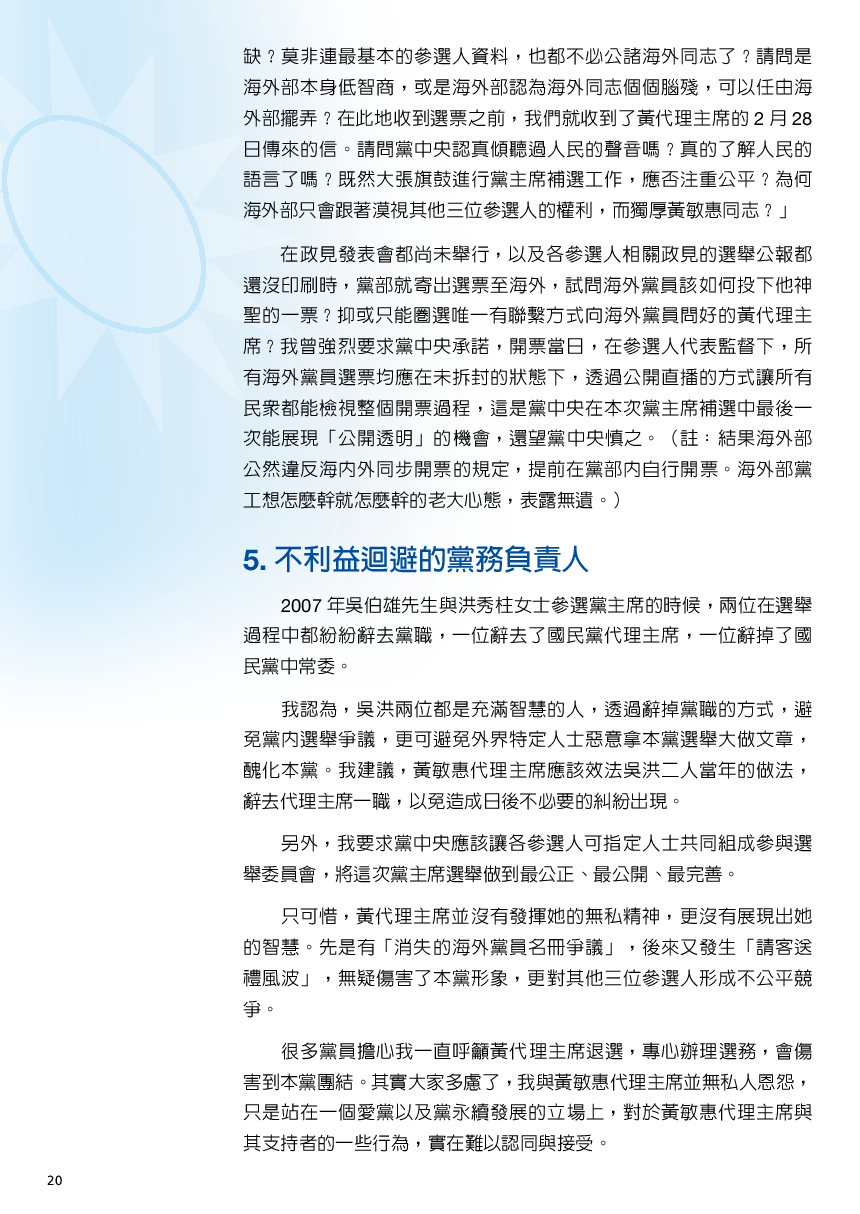 缺？莫非連最基本的參選人資料，也都不必公諸海外同志了？請問是
海外部本身低智商，或是海外部認為海外同志個個腦殘，可以任由海
外部擺弄？在此地收到選票之前，我們就收到了黃代理主席的 2 月 28
日傳來的信。請問黨中央認真傾聽過人民的聲音嗎？真的了解人民的
語言了嗎？既然大張旗鼓進行黨主席補選工作，應否注重公平？為何
海外部只會跟著漠視其他三位參選人的權利，而獨厚黃敏惠同志？」
在政見發表會都尚未舉行，以及各參選人相關政見的選舉公報都
還沒印刷時，黨部就寄出選票至海外，試問海外黨員該如何投下他神
聖的一票？抑或只能圈選唯一有聯繫方式向海外黨員問好的黃代理主
席？我曾強烈要求黨中央承諾，開票當日，在參選人代表監督下，所
有海外黨員選票均應在未拆封的狀態下，透過公開直播的方式讓所有
民眾都能檢視整個開票過程，這是黨中央在本次黨主席補選中最後一
次能展現「公開透明」的機會，還望黨中央慎之。（註：結果海外部
公然違反海內外同步開票的規定，提前在黨部內自行開票。海外部黨
工想怎麼幹就怎麼幹的老大心態，表露無遺。）
5. 不利益迴避的黨務負責人
2007 年吳伯雄先生與洪秀柱女士參選黨主席的時候，兩位在選舉
過程中都紛紛辭去黨職，一位辭去了國民黨代理主席，一位辭掉了國
民黨中常委。
我認為，吳洪兩位都是充滿智慧的人，透過辭掉黨職的方式，避
免黨內選舉爭議，更可避免外界特定人士惡意拿本黨選舉大做文章，
醜化本黨。我建議，黃敏惠代理主席應該效法吳洪二人當年的做法，
辭去代理主席一職，以免造成日後不必要的糾紛出現。
另外，我要求黨中央應該讓各參選人可指定人士共同組成參與選
舉委員會，將這次黨主席選舉做到最公正、最公開、最完善。
只可惜，黃代理主席並沒有發揮她的無私精神，更沒有展現出她
的智慧。先是有「消失的海外黨員名冊爭議」，後來又發生「請客送
禮風波」，無疑傷害了本黨形象，更對其他三位參選人形成不公平競
爭。
很多黨員擔心我一直呼籲黃代理主席退選，專心辦理選務，會傷
害到本黨團結。其實大家多慮了，我與黃敏惠代理主席並無私人恩怨，
只是站在一個愛黨以及黨永續發展的立場上，對於黃敏惠代理主席與
其支持者的一些行為，實在難以認同與接受。
20